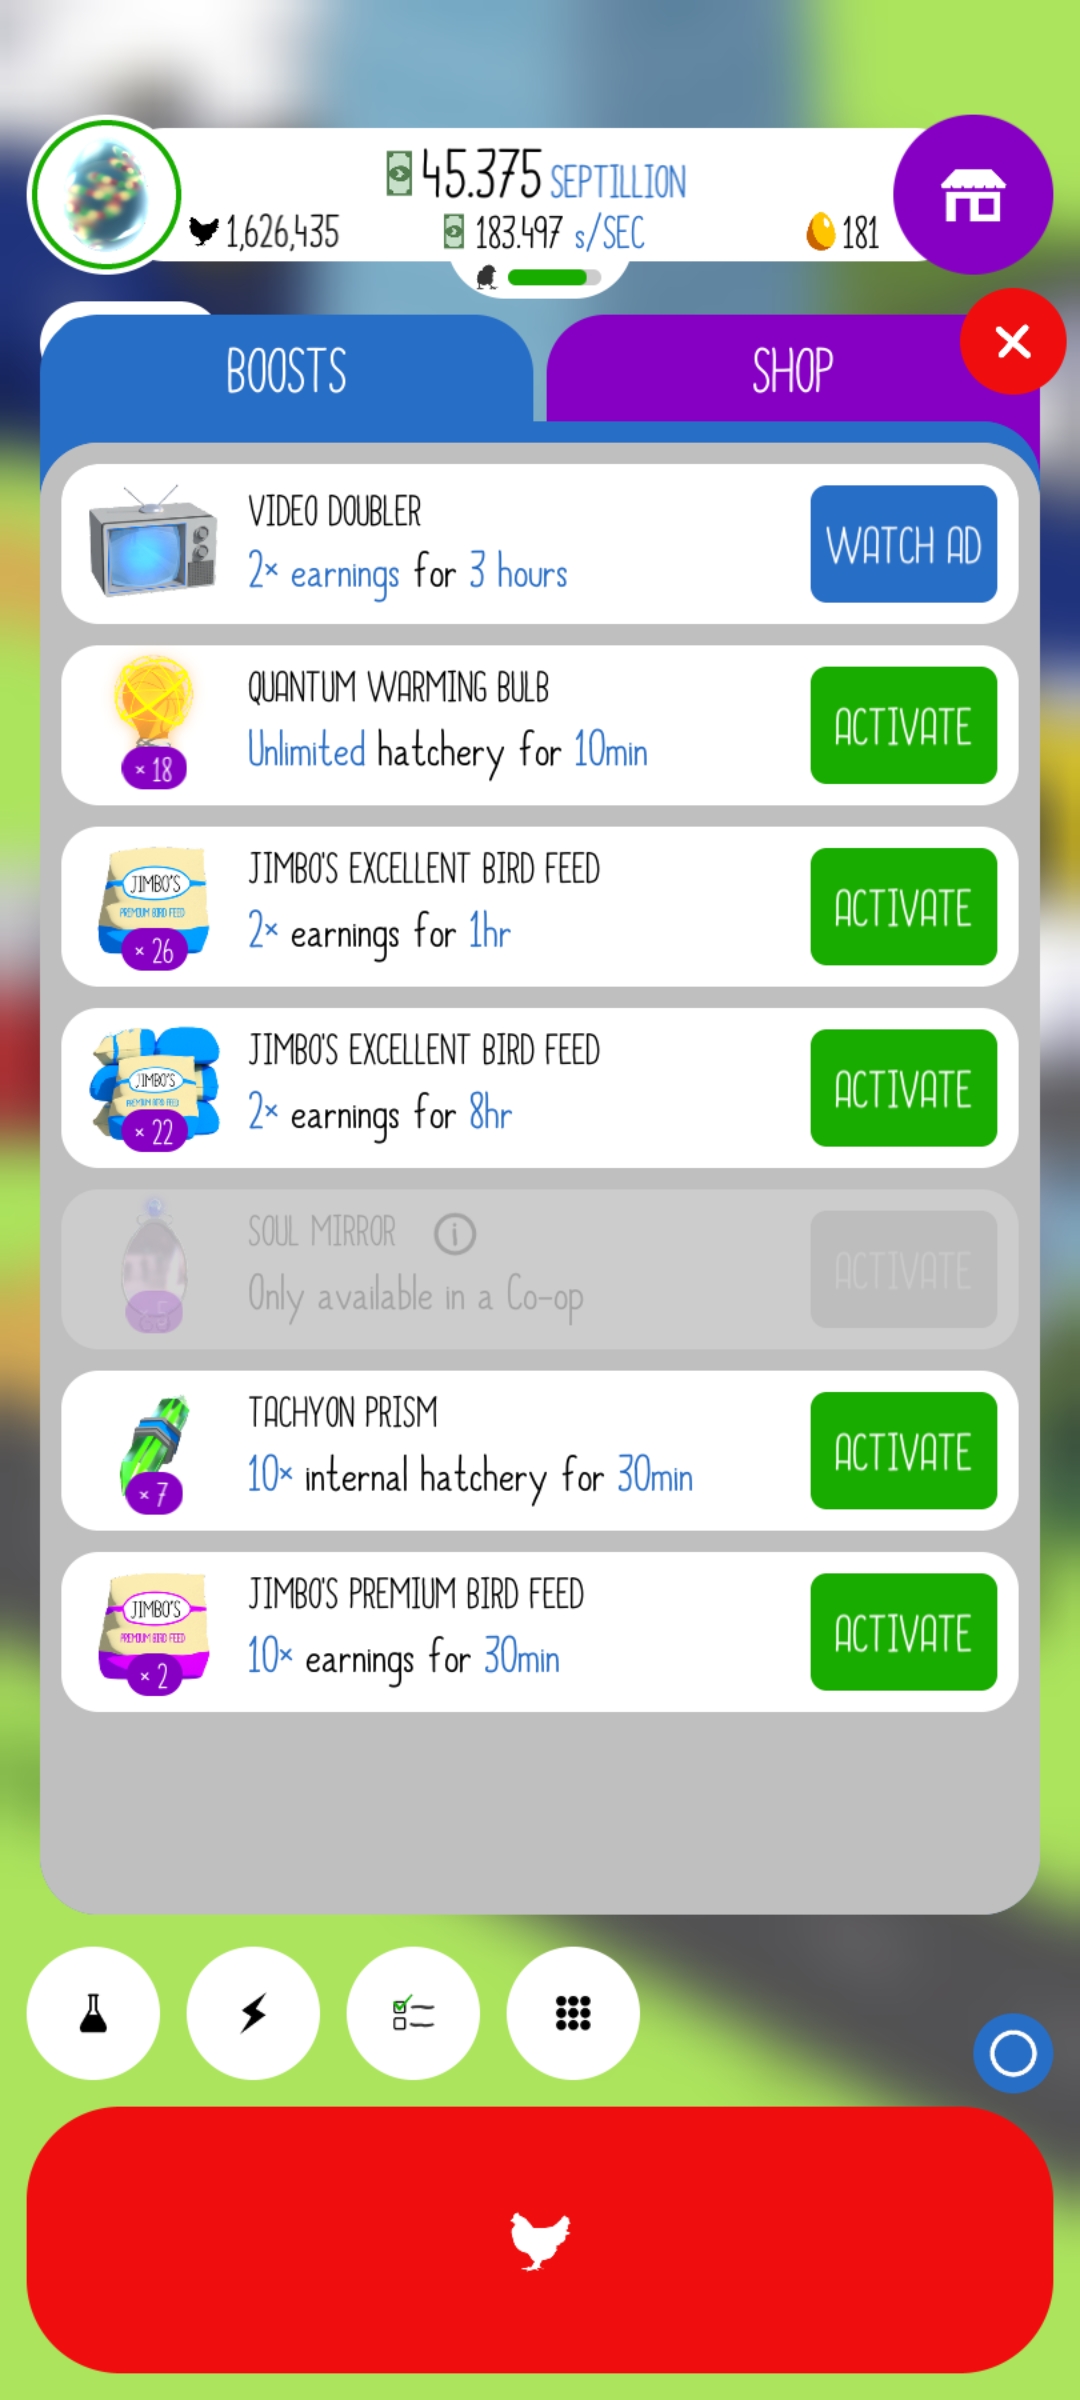 45.375 SEPTILLION
1,626,435
183.497 s/SEC
181
BOOSTS
SHOP
VIDEO DOUBLER
2× earnings for 3 hours
WATCH AD
QUANTUM WARMING BULB
Unlimited hatchery for 10min
× 18
ACTIVATE
JIMBO'S
PREMIUM BIRD FEED
× 26
JIMBO'S EXCELLENT BIRD FEED
2× earnings for 1hr
ACTIVATE
JIMBO'S
PREMIUM BIRD FEED
× 22
JIMBO'S EXCELLENT BIRD FEED
2× earnings for 8hr
ACTIVATE
SOUL MIRROR i
Only available in a Co-op
× 5
ACTIVATE
TACHYON PRISM
10× internal hatchery for 30min
× 7
ACTIVATE
JIMBO'S
PREMIUM BIRD FEED
× 2
JIMBO'S PREMIUM BIRD FEED
10× earnings for 30min
ACTIVATE